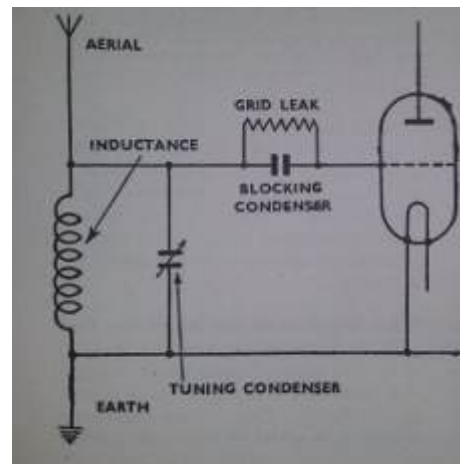 AERIAL
GRID LEAK
INDUCTANCE
BLOCKING
CONDENSER
TUNING CONDENSER
EARTH